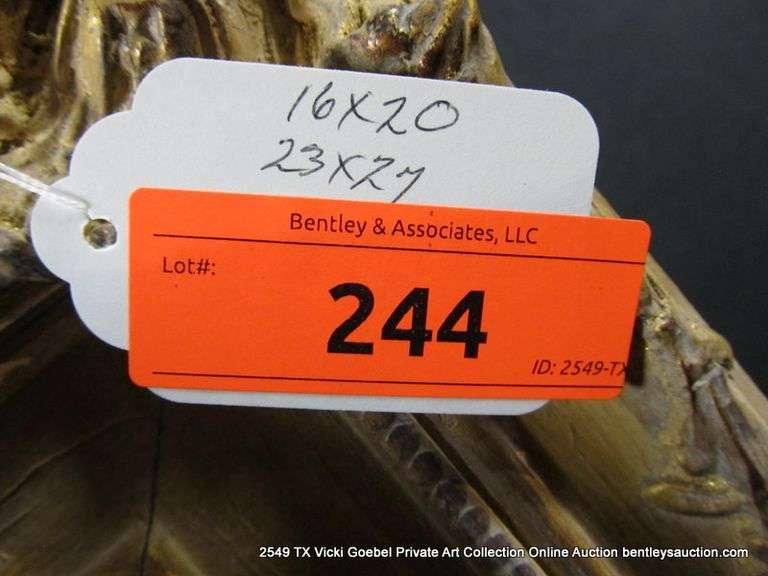 16X20
23X27
Bentley & Associates, LLC
Lot#:
244
ID: 2549-TX
2549 TX Vicki Goebel Private Art Collection Online Auction bentleysauction.com